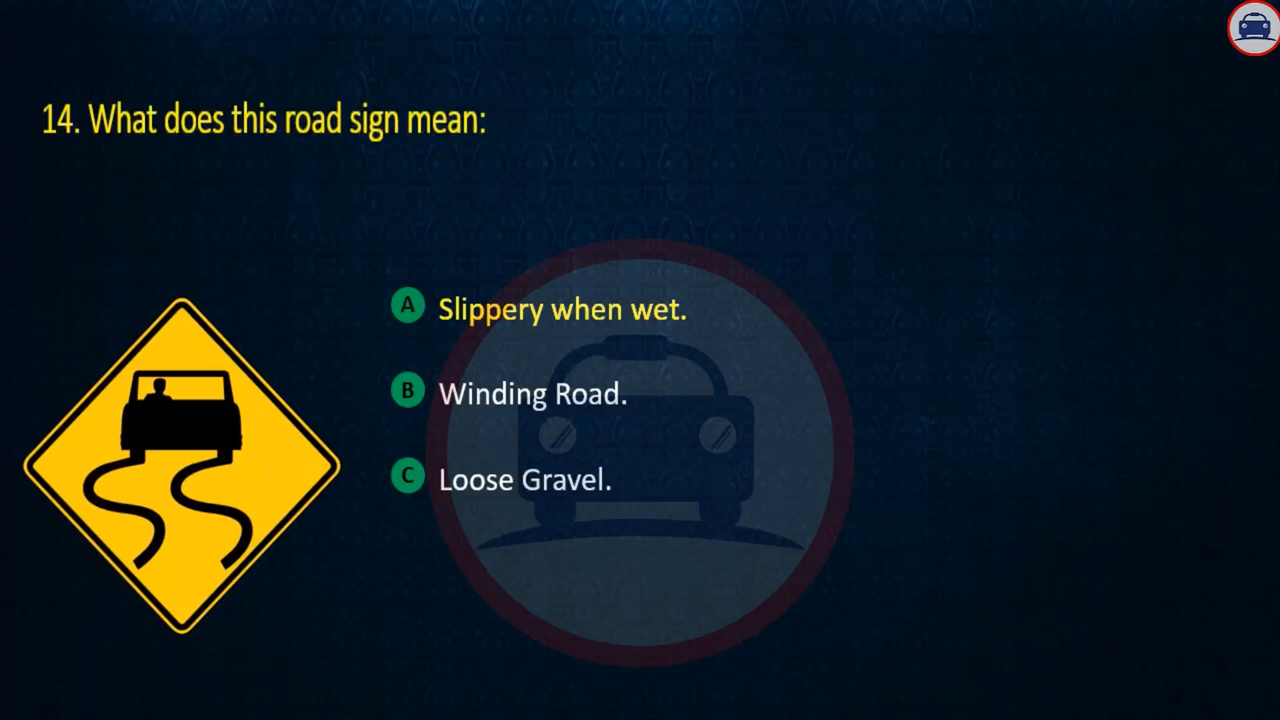 14. What does this road sign mean:
A Slippery when wet.
B Winding Road.
C Loose Gravel.